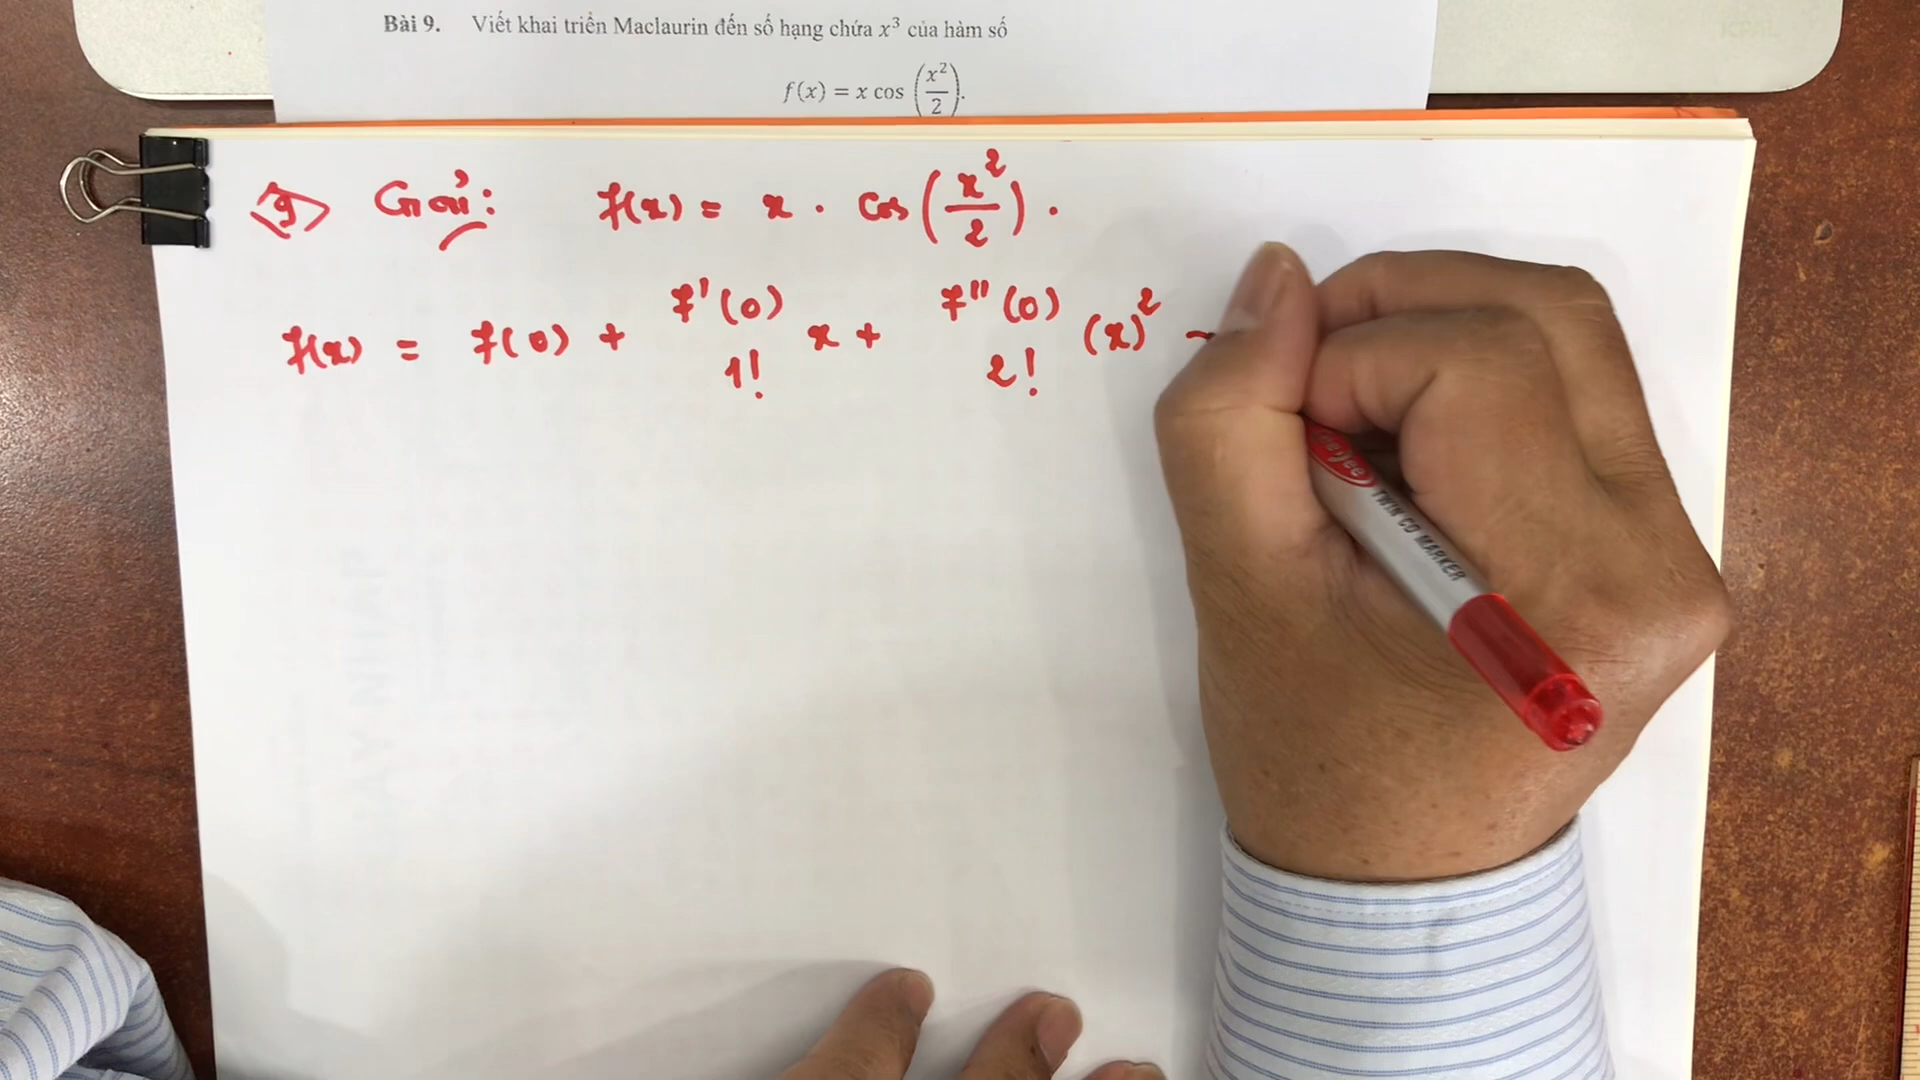 Bài 9. Viết khai triển Maclaurin đến số hạng chứa x³ của hàm số
f(x) = x cos (x²/2).
9 Giải: f(x) = x . cos (x²/2) .
f(x) = f(0) + f'(0)/1! x + f''(0)/2! (x)²
TWIN CD MARKER